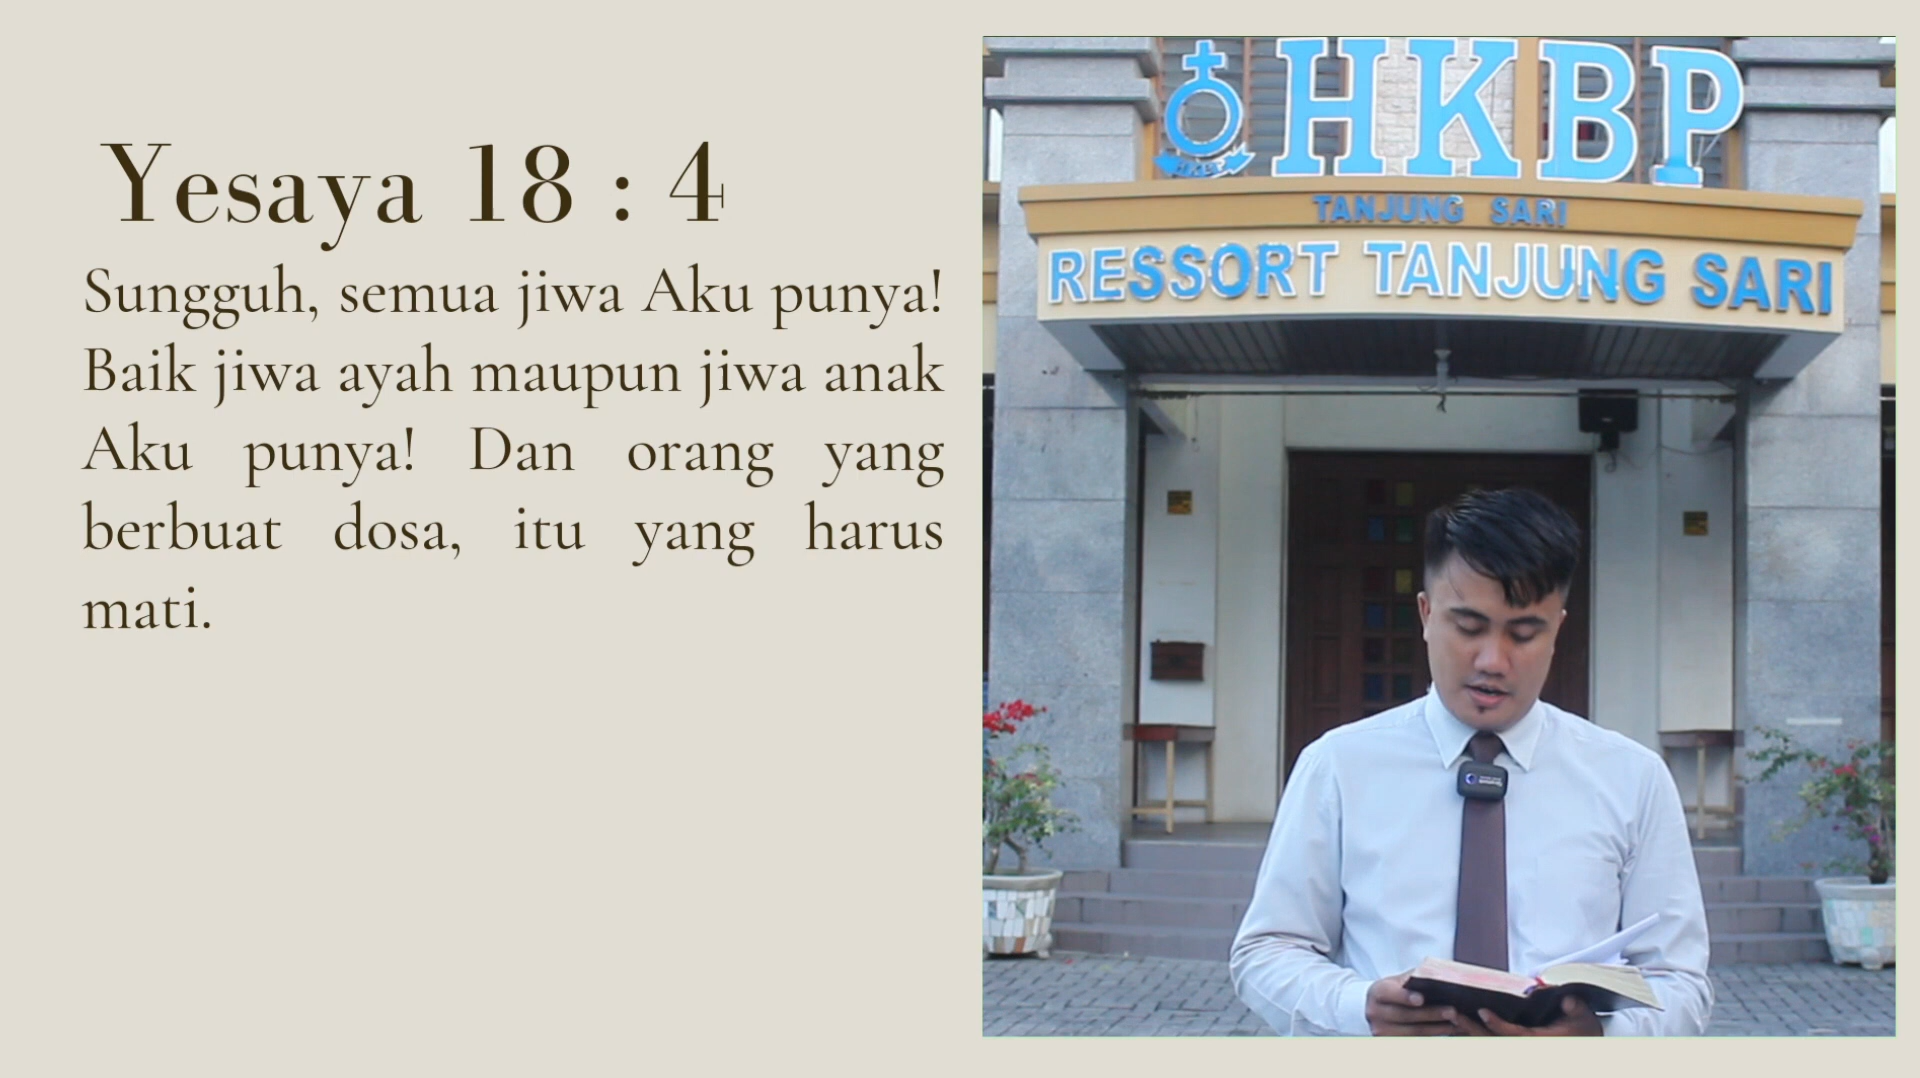 Yesaya 18 : 4
Sungguh, semua jiwa Aku punya!
Baik jiwa ayah maupun jiwa anak
Aku punya! Dan orang yang
berbuat dosa, itu yang harus
mati.
HKBP
TANJUNG SARI
RESSORT TANJUNG SARI